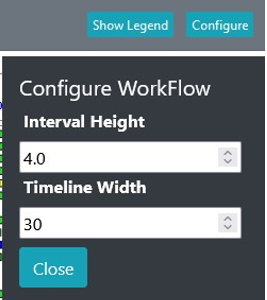 Show Legend Configure
Configure WorkFlow
Interval Height
4.0
Timeline Width
30
Close